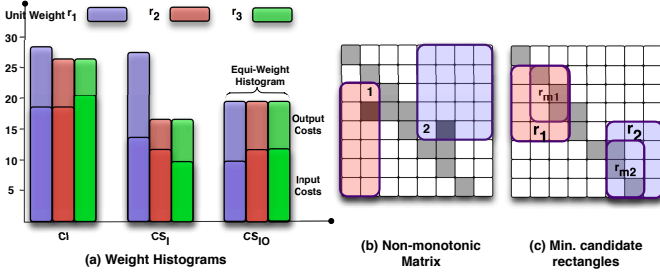 Unit Weight r1 r2 r3
30
25
20
15
10
5
Equi-Weight
Histogram
Output
Costs
Input
Costs
CI CSI CSIO
(a) Weight Histograms
1
2
(b) Non-monotonic
Matrix
rm1
r1
r2
rm2
(c) Min. candidate
rectangles